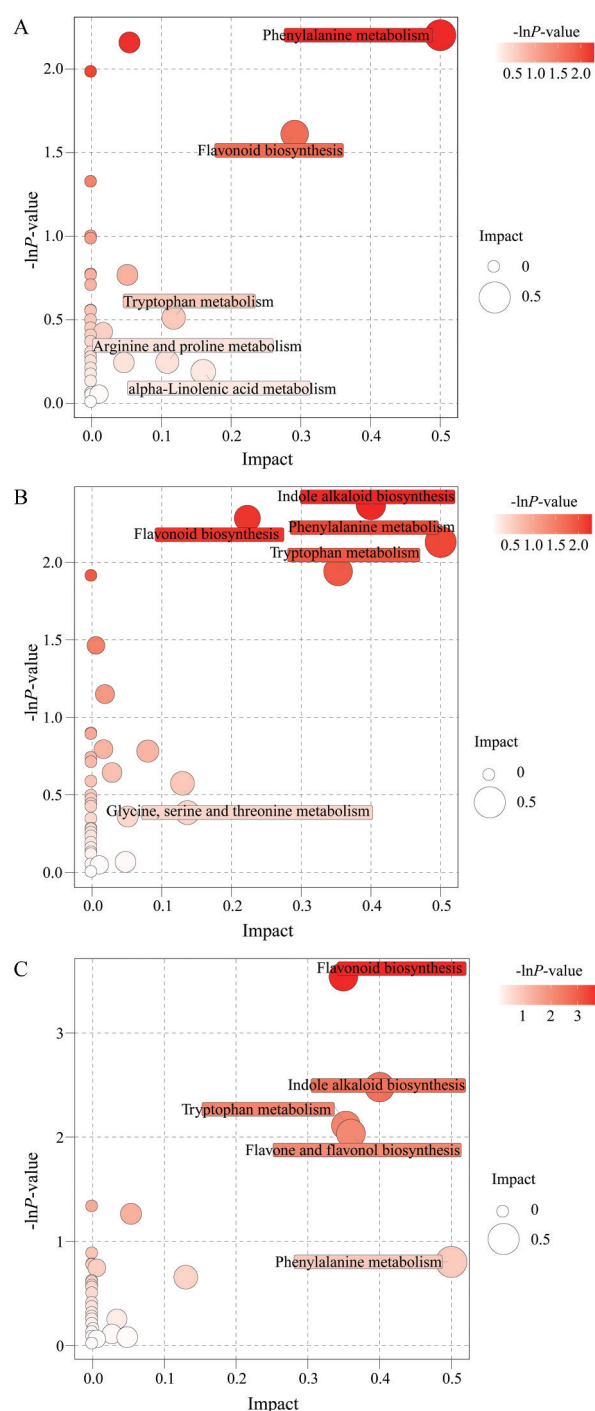 A
Phenylalanine metabolism
Flavonoid biosynthesis
Tryptophan metabolism
Arginine and proline metabolism
alpha-Linolenic acid metabolism
2.0
1.5
1.0
0.5
0.0
-lnP-value
0.0 0.1 0.2 0.3 0.4 0.5
Impact
-lnP-value
0.5 1.0 1.5 2.0
Impact
0
0.5
B
Indole alkaloid biosynthesis
Phenylalanine metabolism
Flavonoid biosynthesis
Tryptophan metabolism
Glycine, serine and threonine metabolism
2.0
1.5
1.0
0.5
0.0
-lnP-value
0.0 0.1 0.2 0.3 0.4 0.5
Impact
-lnP-value
0.5 1.0 1.5 2.0
Impact
0
0.5
C
Flavonoid biosynthesis
Indole alkaloid biosynthesis
Tryptophan metabolism
Flavone and flavonol biosynthesis
Phenylalanine metabolism
3
2
1
0
-lnP-value
0.0 0.1 0.2 0.3 0.4 0.5
Impact
-lnP-value
1 2 3
Impact
0
0.5